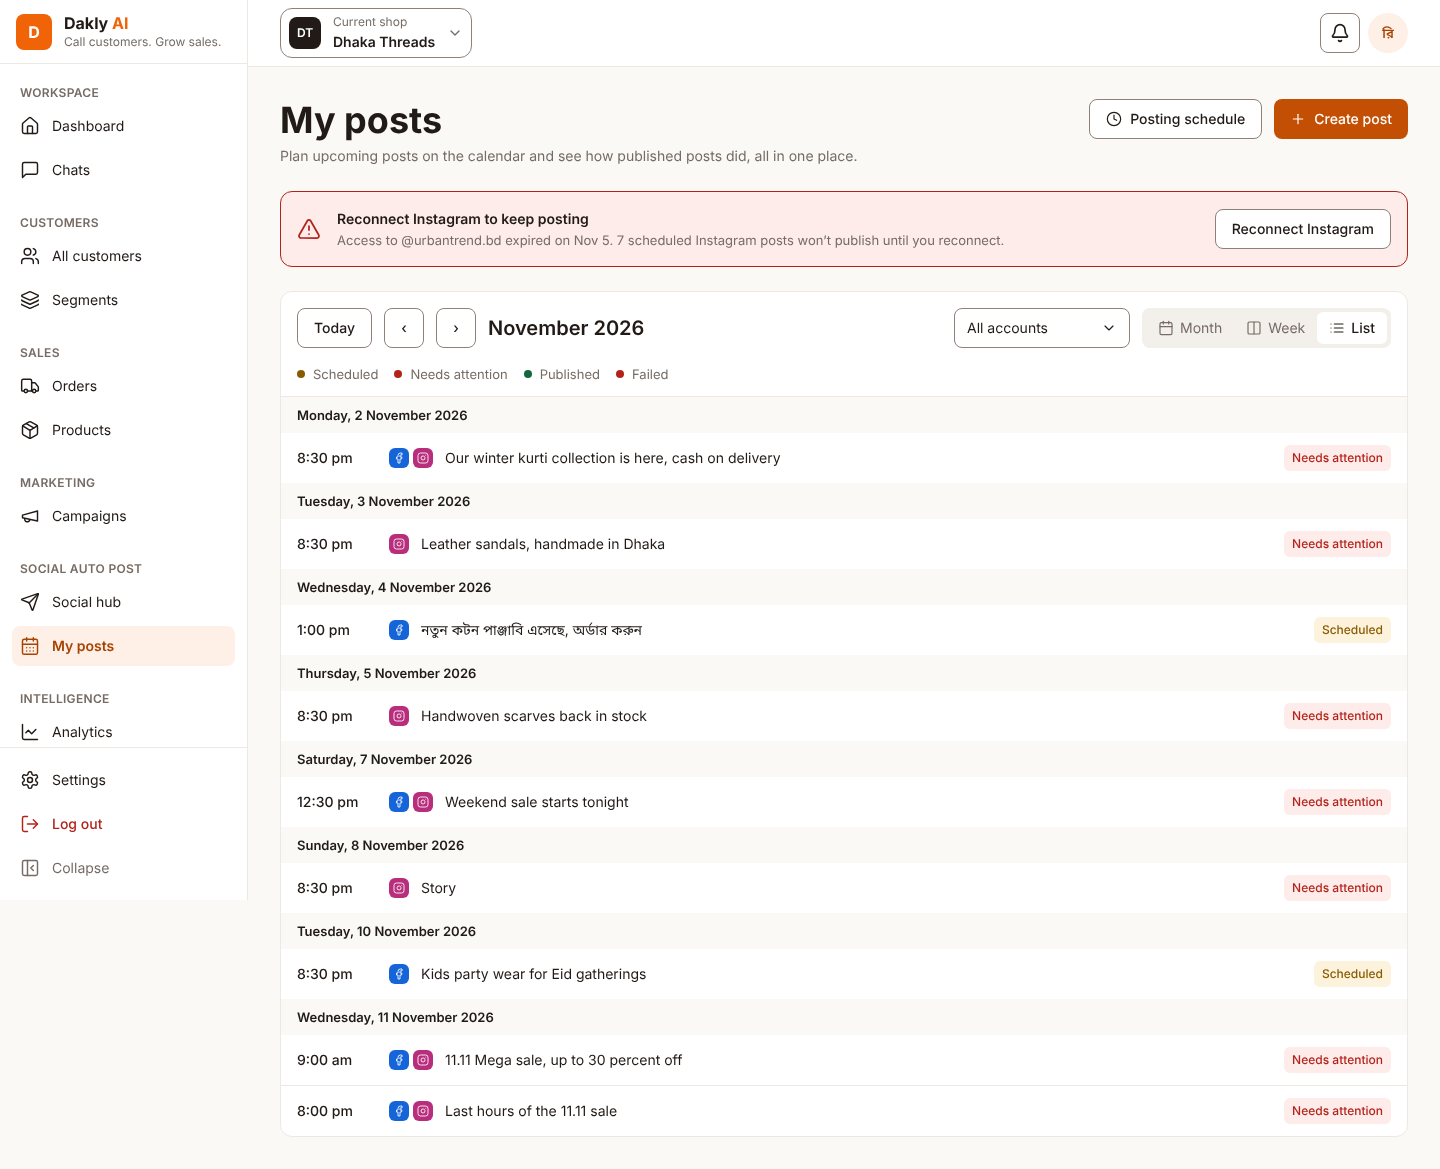 D
Dakly AI
Call customers. Grow sales.
DT
Current shop
Dhaka Threads
রি
WORKSPACE
Dashboard
Chats
CUSTOMERS
All customers
Segments
SALES
Orders
Products
MARKETING
Campaigns
SOCIAL AUTO POST
Social hub
My posts
INTELLIGENCE
Analytics
Settings
Log out
Collapse
My posts
Plan upcoming posts on the calendar and see how published posts did, all in one place.
Posting schedule
Create post
Reconnect Instagram to keep posting
Access to @urbantrend.bd expired on Nov 5. 7 scheduled Instagram posts won’t publish until you reconnect.
Reconnect Instagram
Today ‹ › November 2026
All accounts
Month Week List
Scheduled Needs attention Published Failed
Monday, 2 November 2026
8:30 pm Our winter kurti collection is here, cash on delivery Needs attention
Tuesday, 3 November 2026
8:30 pm Leather sandals, handmade in Dhaka Needs attention
Wednesday, 4 November 2026
1:00 pm নতুন কটন পাঞ্জাবি এসেছে, অর্ডার করুন Scheduled
Thursday, 5 November 2026
8:30 pm Handwoven scarves back in stock Needs attention
Saturday, 7 November 2026
12:30 pm Weekend sale starts tonight Needs attention
Sunday, 8 November 2026
8:30 pm Story Needs attention
Tuesday, 10 November 2026
8:30 pm Kids party wear for Eid gatherings Scheduled
Wednesday, 11 November 2026
9:00 am 11.11 Mega sale, up to 30 percent off Needs attention
8:00 pm Last hours of the 11.11 sale Needs attention